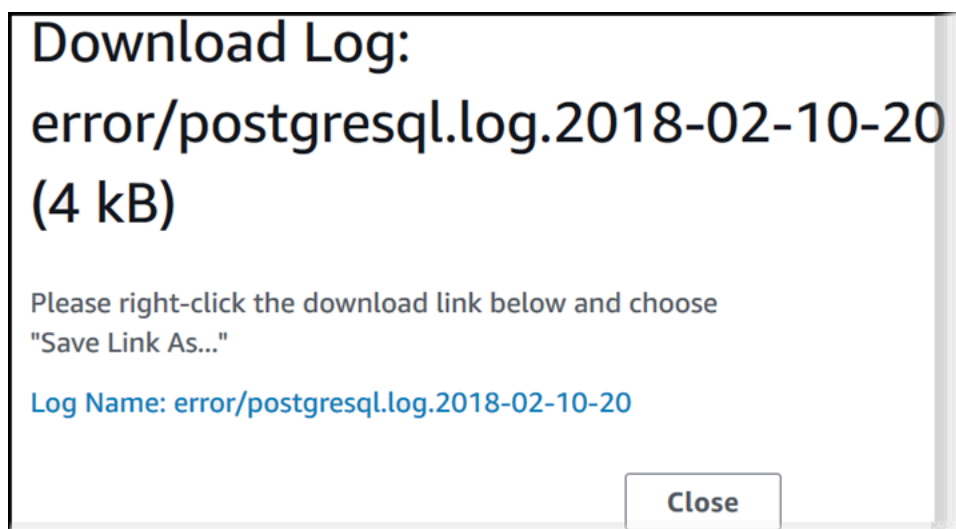 Download Log:
error/postgresql.log.2018-02-10-20
(4 kB)
Please right-click the download link below and choose
"Save Link As..."
Log Name: error/postgresql.log.2018-02-10-20
Close